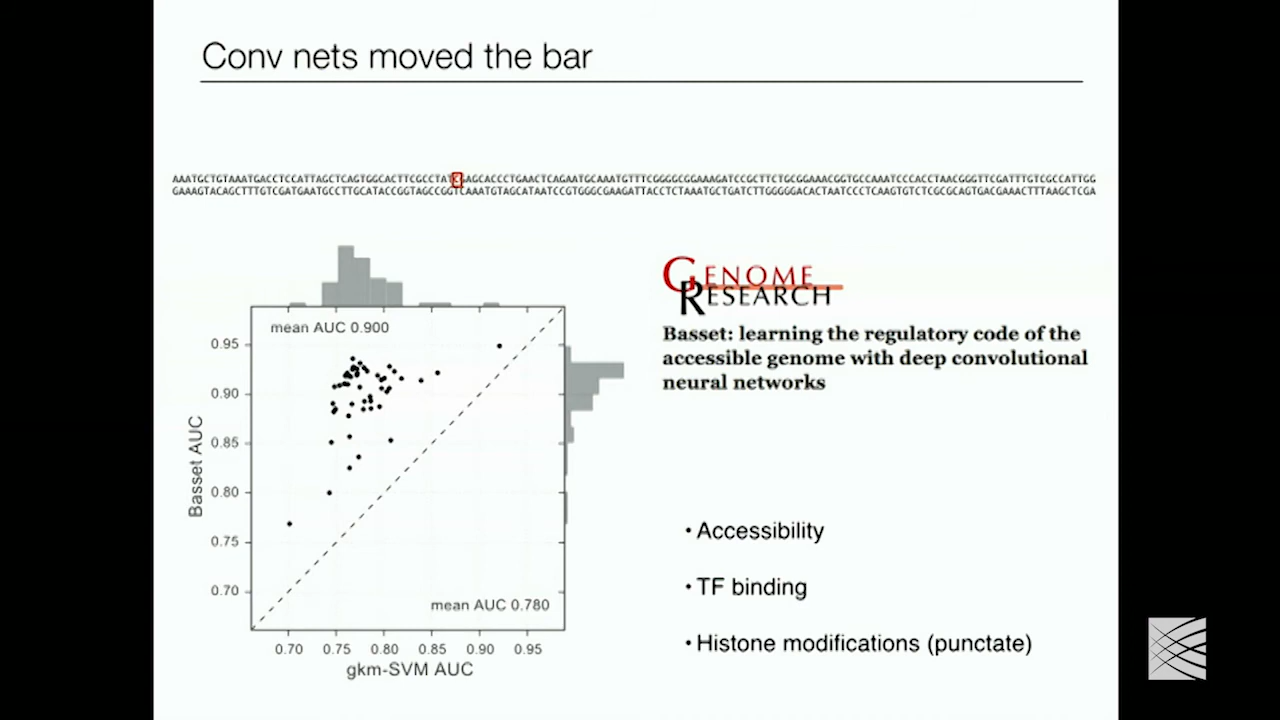 Conv nets moved the bar
AAATGCTGTAAATGACCTCCATTAGCTCAGTGGCACTTCGCCTAT
AGCACCCTGAACTCAGAATGCAAATGTTTCGGGGCGGAAAGATCCGCTTCTGCGGAAACGGTGCCAAATCCCACCTAACGGGTTCGATTTGTCGCCATTGG
GAAAGTACAGCTTTGTCGATGAATGCCTTGCATACCGGTAGCCGGTCAAATGTAGCATAATCCGTGGGCGAAGATTACCTCTAAATGCTGATCTTGGGGGACACTAATCCCTCAAGTGTCTCGCGCAGTGACGAAACTTTAAGCTCGA
mean AUC 0.900
0.95
0.90
0.85
0.80
0.75
0.70
Basset AUC
mean AUC 0.780
0.70 0.75 0.80 0.85 0.90 0.95
gkm-SVM AUC
GENOME
RESEARCH
Basset: learning the regulatory code of the
accessible genome with deep convolutional
neural networks
• Accessibility
• TF binding
• Histone modifications (punctate)